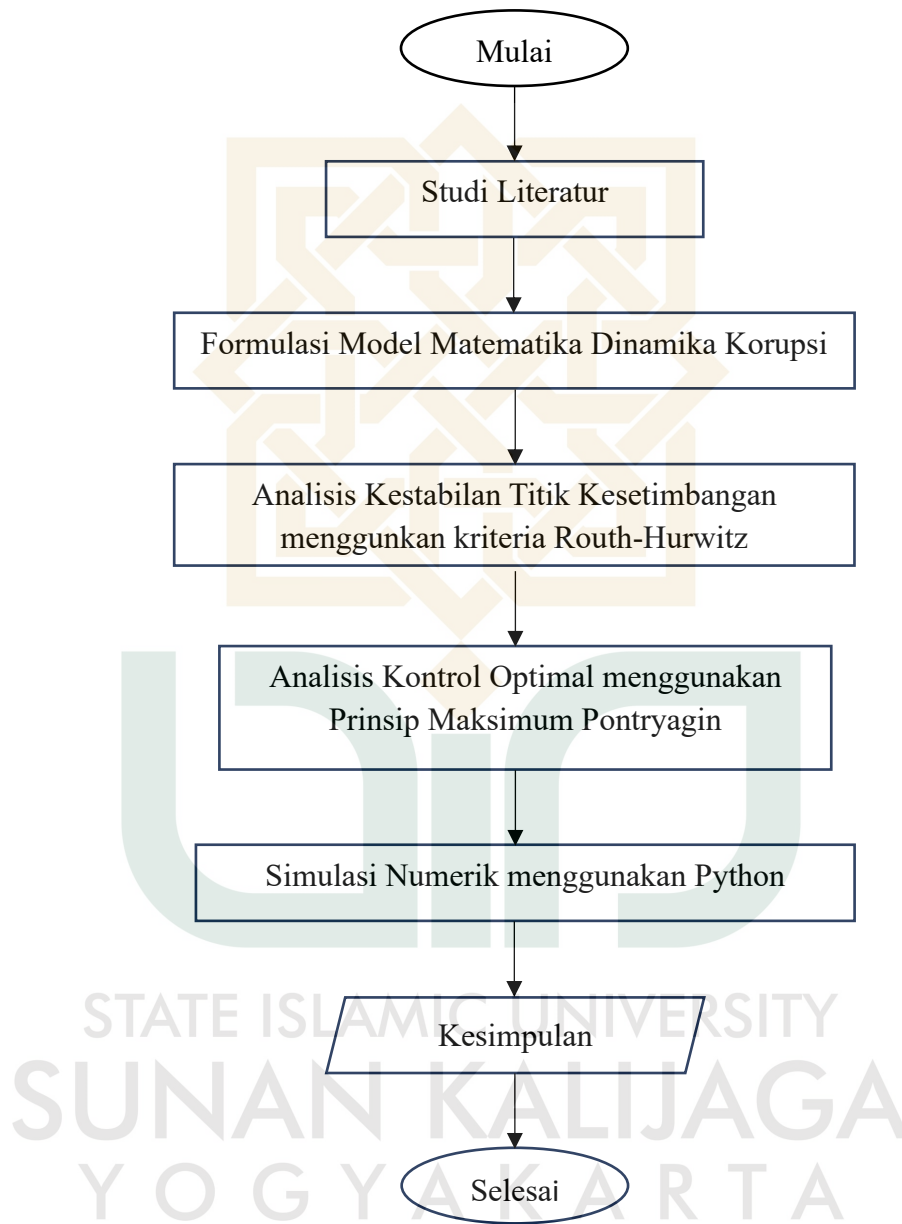 Mulai
Studi Literatur
Formulasi Model Matematika Dinamika Korupsi
Analisis Kestabilan Titik Kesetimbangan
menggunkan kriteria Routh-Hurwitz
Analisis Kontrol Optimal menggunakan
Prinsip Maksimum Pontryagin
Simulasi Numerik menggunakan Python
STATE ISLAMIC UNIVERSITY
Kesimpulan
SUNAN KALIJAGA
YOGYAKARTA
Selesai